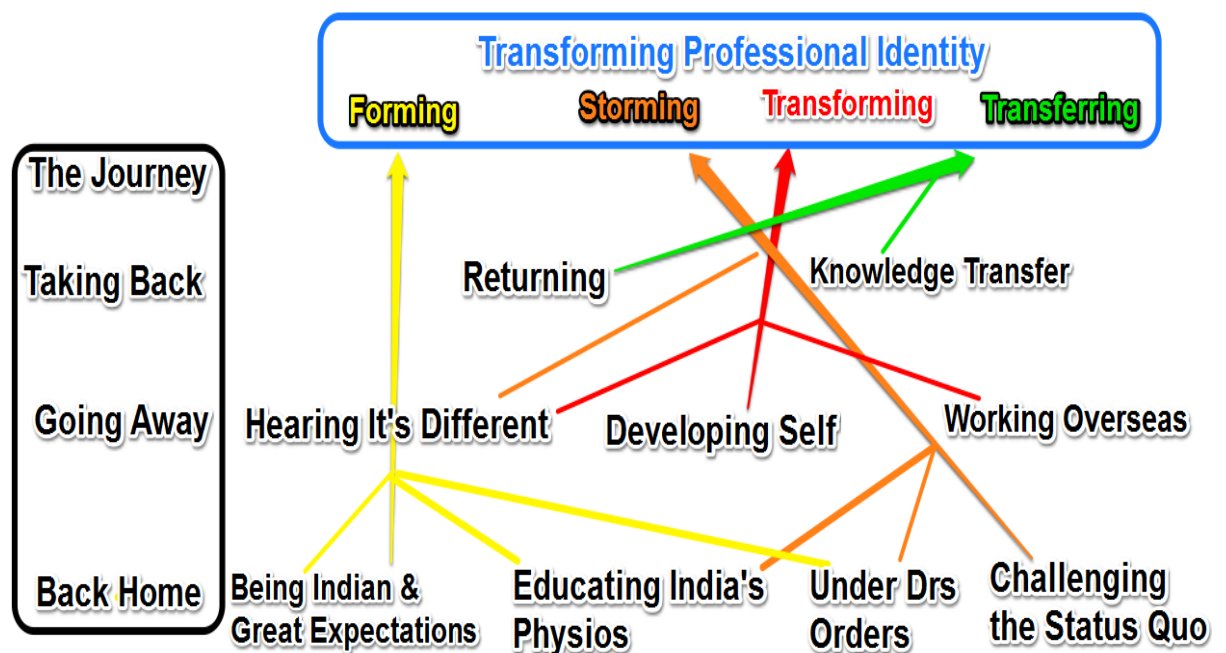 Transforming Professional Identity
Forming
Storming
Transforming
Transferring
The Journey
Taking Back
Returning
Knowledge Transfer
Going Away
Hearing It's Different
Developing Self
Working Overseas
Back Home
Being Indian &
Great Expectations
Educating India's
Physios
Under Drs
Orders
Challenging
the Status Quo